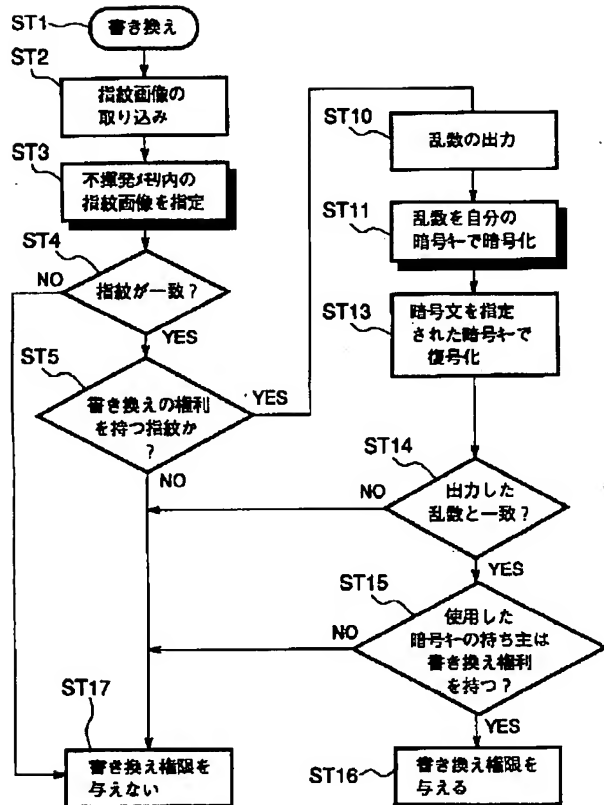 ST1
書き換え
ST2
指紋画像の
取り込み
ST3
不揮発メモリ内の
指紋画像を指定
ST4
NO
指紋が一致?
YES
ST5
書き換えの権利
を持つ指紋か
?
YES
NO
ST10
乱数の出力
ST11
乱数を自分の
暗号キーで暗号化
ST13
暗号文を指定
された暗号キーで
復号化
ST14
NO
出力した
乱数と一致?
YES
ST15
NO
使用した
暗号キーの持ち主は
書き換え権利
を持つ?
YES
ST17
書き換え権限を
与えない
ST16
書き換え権限を
与える